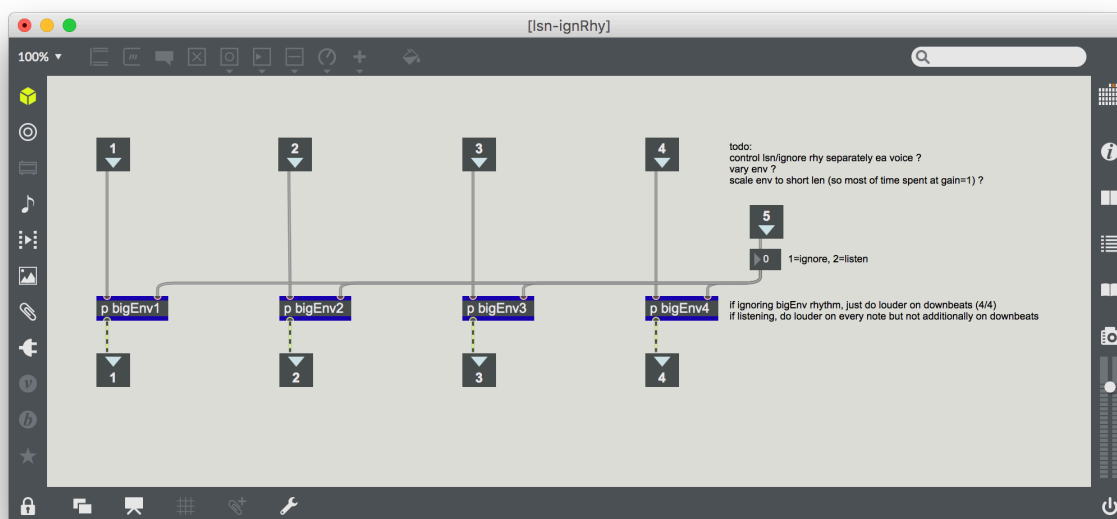 [lsn-ignRhy]
100% ▼
1
2
3
4
todo:
control lsn/ignore rhy separately ea voice ?
vary env ?
scale env to short len (so most of time spent at gain=1) ?
5
0
1=ignore, 2=listen
p bigEnv1
p bigEnv2
p bigEnv3
p bigEnv4
if ignoring bigEnv rhythm, just do louder on downbeats (4/4)
if listening, do louder on every note but not additionally on downbeats
1
2
3
4